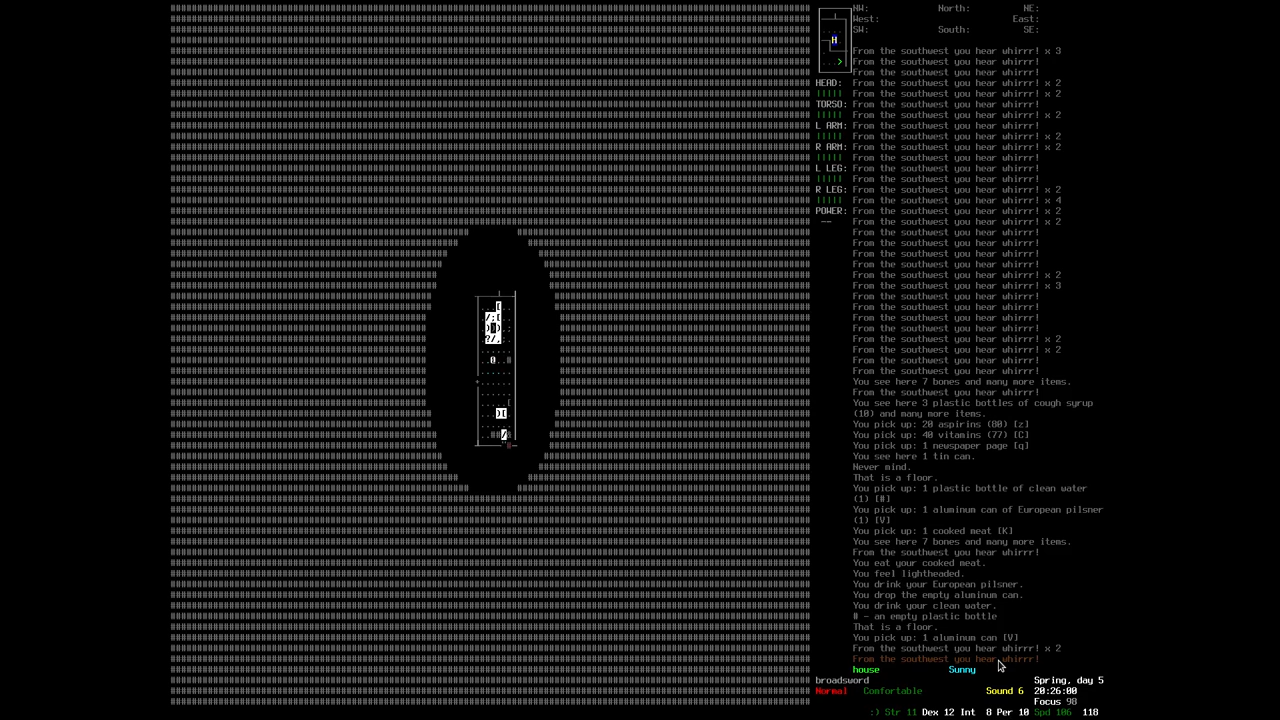 NW: North: NE:
West: East:
SW: South: SE:
From the southwest you hear whirrr! x 3
From the southwest you hear whirrr!
From the southwest you hear whirrr!
HEAD: From the southwest you hear whirrr! x 2
||||| From the southwest you hear whirrr! x 2
TORSO: From the southwest you hear whirrr!
||||| From the southwest you hear whirrr! x 2
L ARM: From the southwest you hear whirrr!
||||| From the southwest you hear whirrr! x 2
R ARM: From the southwest you hear whirrr! x 2
||||| From the southwest you hear whirrr!
L LEG: From the southwest you hear whirrr!
||||| From the southwest you hear whirrr!
R LEG: From the southwest you hear whirrr! x 2
||||| From the southwest you hear whirrr! x 4
POWER: From the southwest you hear whirrr! x 2
-- From the southwest you hear whirrr! x 2
From the southwest you hear whirrr!
From the southwest you hear whirrr!
From the southwest you hear whirrr!
From the southwest you hear whirrr!
From the southwest you hear whirrr! x 2
From the southwest you hear whirrr! x 3
From the southwest you hear whirrr!
From the southwest you hear whirrr!
From the southwest you hear whirrr!
From the southwest you hear whirrr!
From the southwest you hear whirrr! x 2
From the southwest you hear whirrr! x 2
From the southwest you hear whirrr!
From the southwest you hear whirrr!
You see here 7 bones and many more items.
From the southwest you hear whirrr!
You see here 3 plastic bottles of cough syrup
(10) and many more items.
You pick up: 20 aspirins (80) [z]
You pick up: 40 vitamins (77) [C]
You pick up: 1 newspaper page [q]
You see here 1 tin can.
Never mind.
That is a floor.
You pick up: 1 plastic bottle of clean water
(1) [#]
You pick up: 1 aluminum can of European pilsner
(1) [V]
You pick up: 1 cooked meat [K]
You see here 7 bones and many more items.
From the southwest you hear whirrr!
You eat your cooked meat.
You feel lightheaded.
You drink your European pilsner.
You drop the empty aluminum can.
You drink your clean water.
# - an empty plastic bottle
That is a floor.
You pick up: 1 aluminum can [V]
From the southwest you hear whirrr! x 2
From the southwest you hear whirrr!
house Sunny
broadsword Spring, day 5
Normal Comfortable Sound 6 20:26:00
Focus 98
:) Str 11 Dex 12 Int 8 Per 10 Spd 106 118